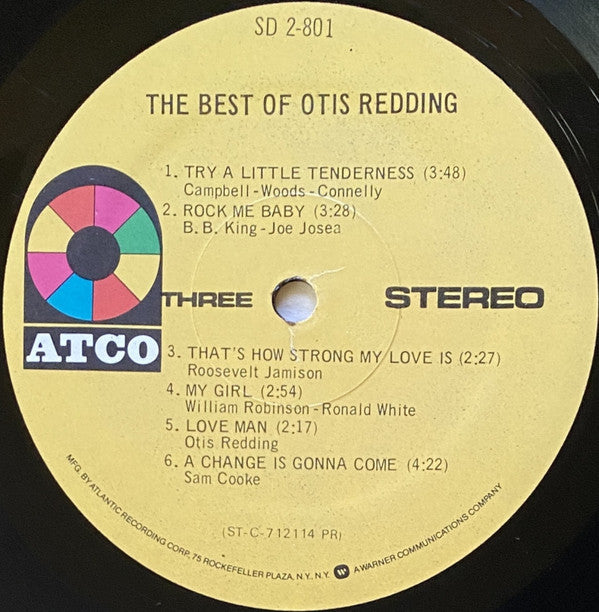 SD 2-801
THE BEST OF OTIS REDDING
1. TRY A LITTLE TENDERNESS (3:48)
Campbell-Woods-Connelly
2. ROCK ME BABY (3:28)
B.B. King-Joe Josea
THREE STEREO
ATCO
3. THAT'S HOW STRONG MY LOVE IS (2:27)
Roosevelt Jamison
4. MY GIRL (2:54)
William Robinson-Ronald White
5. LOVE MAN (2:17)
Otis Redding
6. A CHANGE IS GONNA COME (4:22)
Sam Cooke
(ST-C-712114 PR)
MFG. BY ATLANTIC RECORDING CORP. 75 ROCKEFELLER PLAZA, N.Y., N.Y. A WARNER COMMUNICATIONS COMPANY